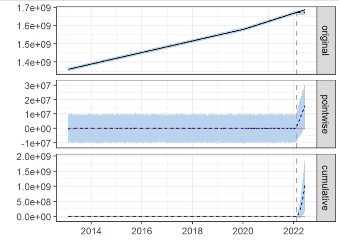 1.7e+09
1.6e+09
1.5e+09
1.4e+09
original
3e+07
2e+07
1e+07
0e+00
-1e+07
pointwise
2.0e+09
1.5e+09
1.0e+09
5.0e+08
0.0e+00
cumulative
2014
2016
2018
2020
2022